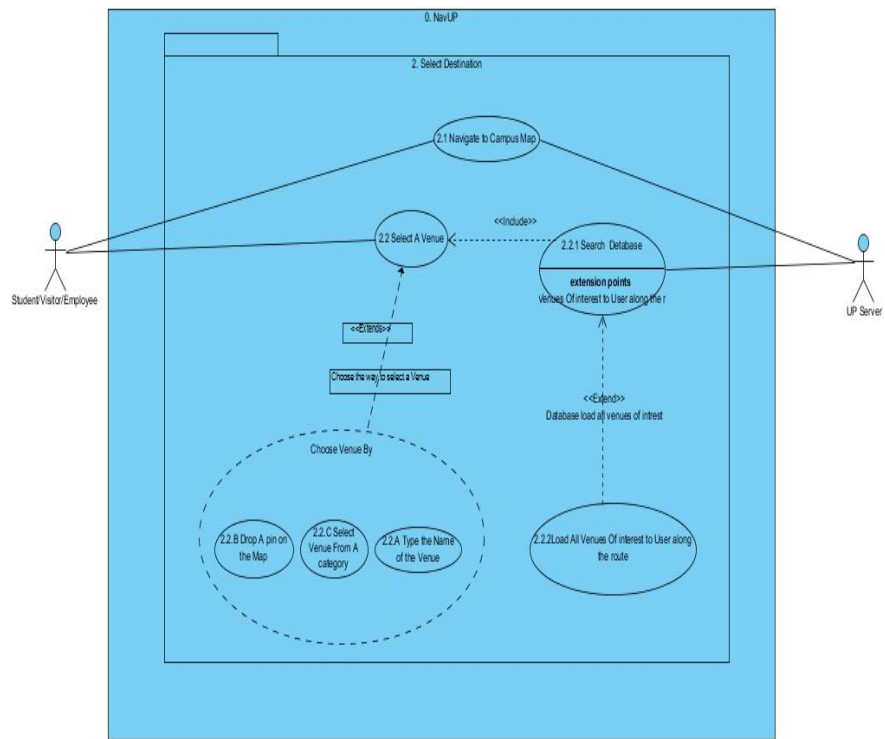 0. NavUP
2. Select Destination
2.1 Navigate to Campus Map
<<Include>>
2.2 Select A Venue
2.2.1 Search Detabase
extension points
Venues Of interest to User along the r
Student/Visitor/Employee
UP Server
<<Extends>>
Choose the way to select a Venue
<<Extend>>
Database load all venues of intrest
Choose Venue By
2.2.B Drop A pin on
the Map
2.2.C Select
Venue From A
category
2.2.A Type the Name
of the Venue
2.2.2Load All Venues Of interest to User along
the route